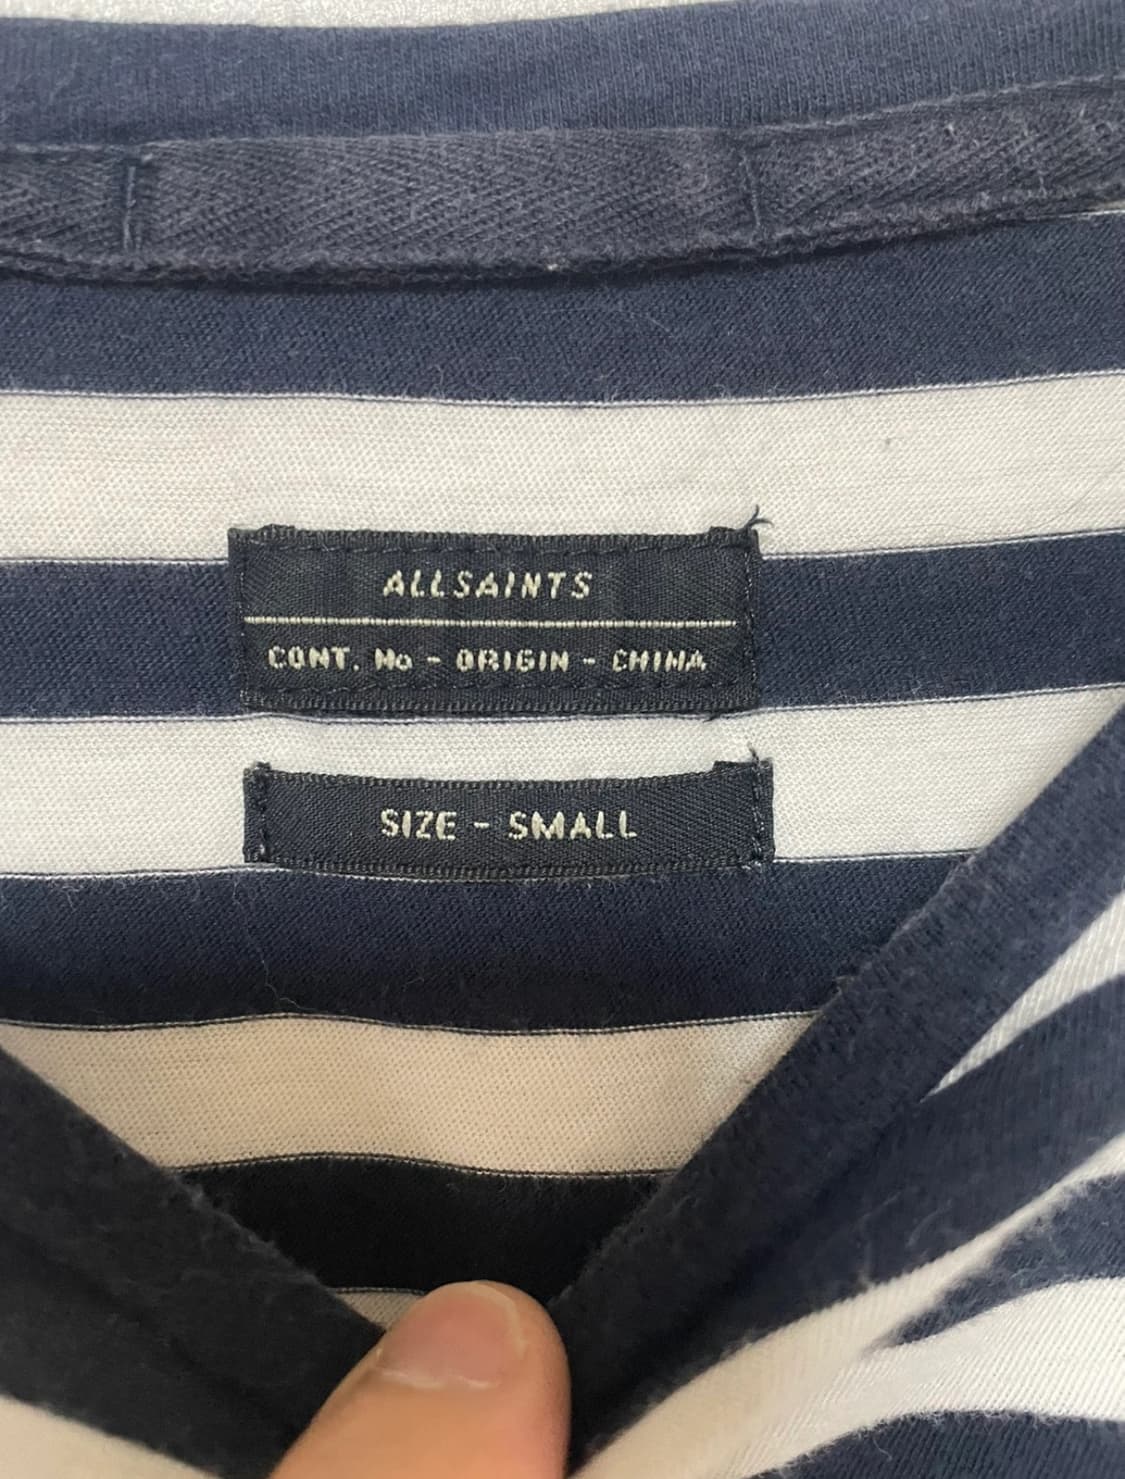 ALLSAINTS
CONT. No - ORIGIN - CHINA
SIZE - SMALL